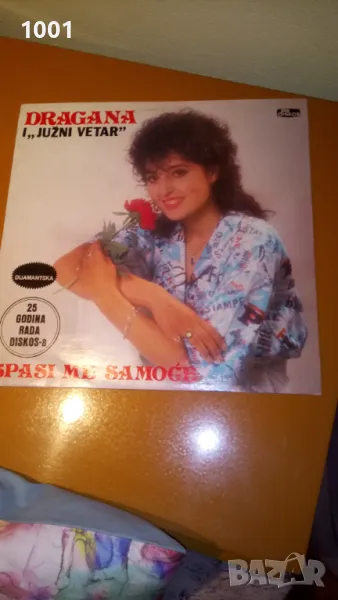 1001
DRAGANA
I „JUŽNI VETAR”
DIJAMANTSKA
25
GODINA
RADA
DISKOS-a
SPASI ME SAMOĆE
BAZAR